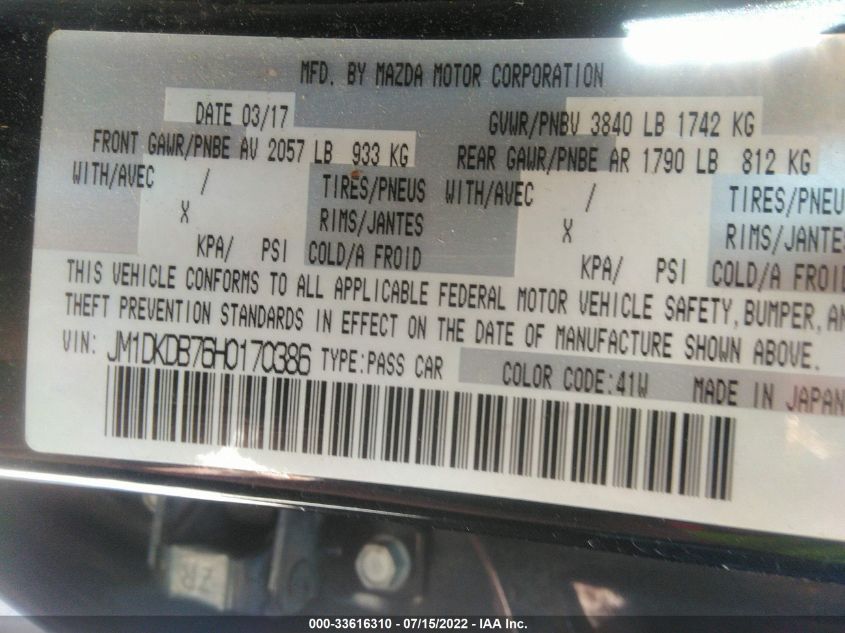 MFD. BY MAZDA MOTOR CORPORATION
DATE 03/17 GVWR/PNBV 3840 LB 1742 KG
FRONT GAWR/PNBE AV 2057 LB 933 KG REAR GAWR/PNBE AR 1790 LB 812 KG
WITH/AVEC / TIRES/PNEUS WITH/AVEC / TIRES/PNEU
X RIMS/JANTES X RIMS/JANTES
KPA/ PSI COLD/A FROID KPA/ PSI COLD/A FROID
THIS VEHICLE CONFORMS TO ALL APPLICABLE FEDERAL MOTOR VEHICLE SAFETY, BUMPER, AN
THEFT PREVENTION STANDARDS IN EFFECT ON THE DATE OF MANUFACTURE SHOWN ABOVE.
VIN: JM1DKDB76H0170386 TYPE:PASS CAR COLOR CODE:41W MADE IN JAPAN
ZR
000-33616310 - 07/15/2022 - IAA Inc.